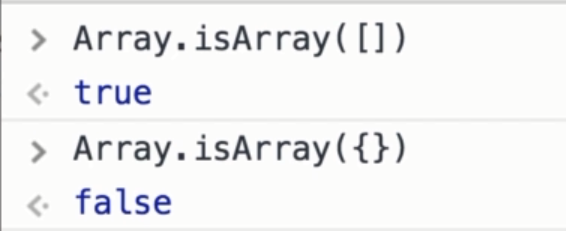 > Array.isArray([])
<· true
> Array.isArray({})
<· false